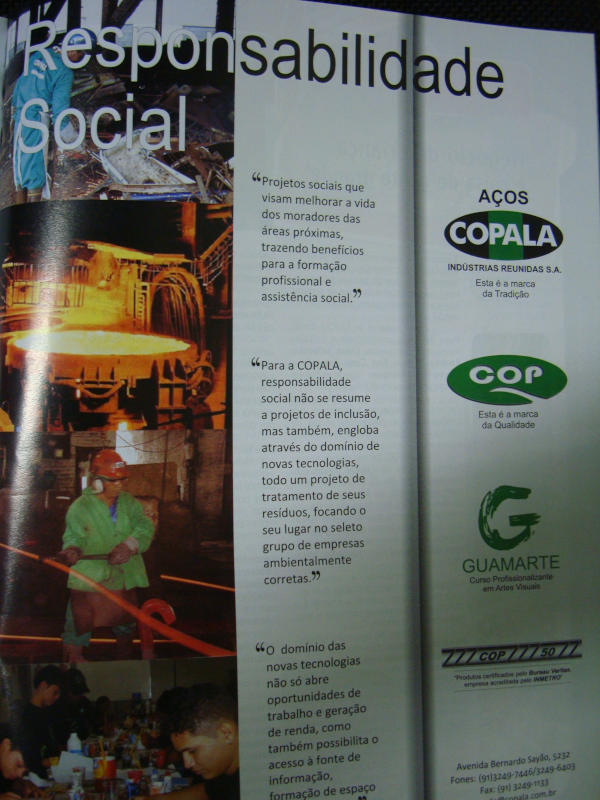 Responsabilidade
Social
“Projetos sociais que
visam melhorar a vida
dos moradores das
áreas próximas,
trazendo benefícios
para a formação
profissional e
assistência social.”
“Para a COPALA,
responsabilidade
social não se resume
a projetos de inclusão,
mas também, engloba
através do domínio de
novas tecnologias,
todo um projeto de
tratamento de seus
resíduos, focando o
seu lugar no seleto
grupo de empresas
ambientalmente
corretas.”
“O domínio das
novas tecnologias
não só abre
oportunidades de
trabalho e geração
de renda, como
também possibilita o
acesso à fonte de
informação,
formação de espaço
AÇOS
COPALA
INDÚSTRIAS REUNIDAS S.A.
Esta é a marca
da Tradição
COP
Esta é a marca
da Qualidade
G
GUAMARTE
Curso Profissionalizante
em Artes Visuais
COP 50
"Produtos certificados pelo Bureau Veritas,
empresa acreditada pelo INMETRO"
Avenida Bernardo Sayão, 5232
Fones: (91)3249-7446/3249-6403
Fax: (91) 3249-1133
copala.com.br